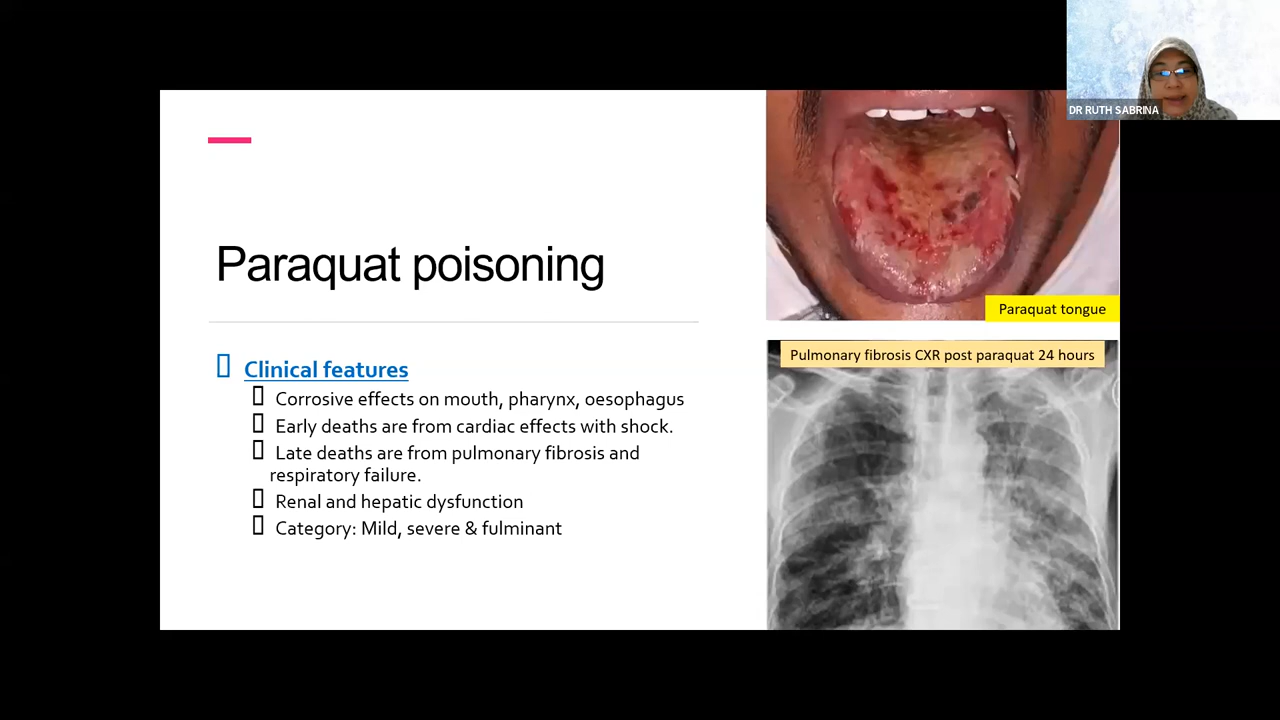 DR RUTH SABRINA
Paraquat poisoning
Clinical features
Corrosive effects on mouth, pharynx, oesophagus
Early deaths are from cardiac effects with shock.
Late deaths are from pulmonary fibrosis and
respiratory failure.
Renal and hepatic dysfunction
Category: Mild, severe & fulminant
Paraquat tongue
Pulmonary fibrosis CXR post paraquat 24 hours